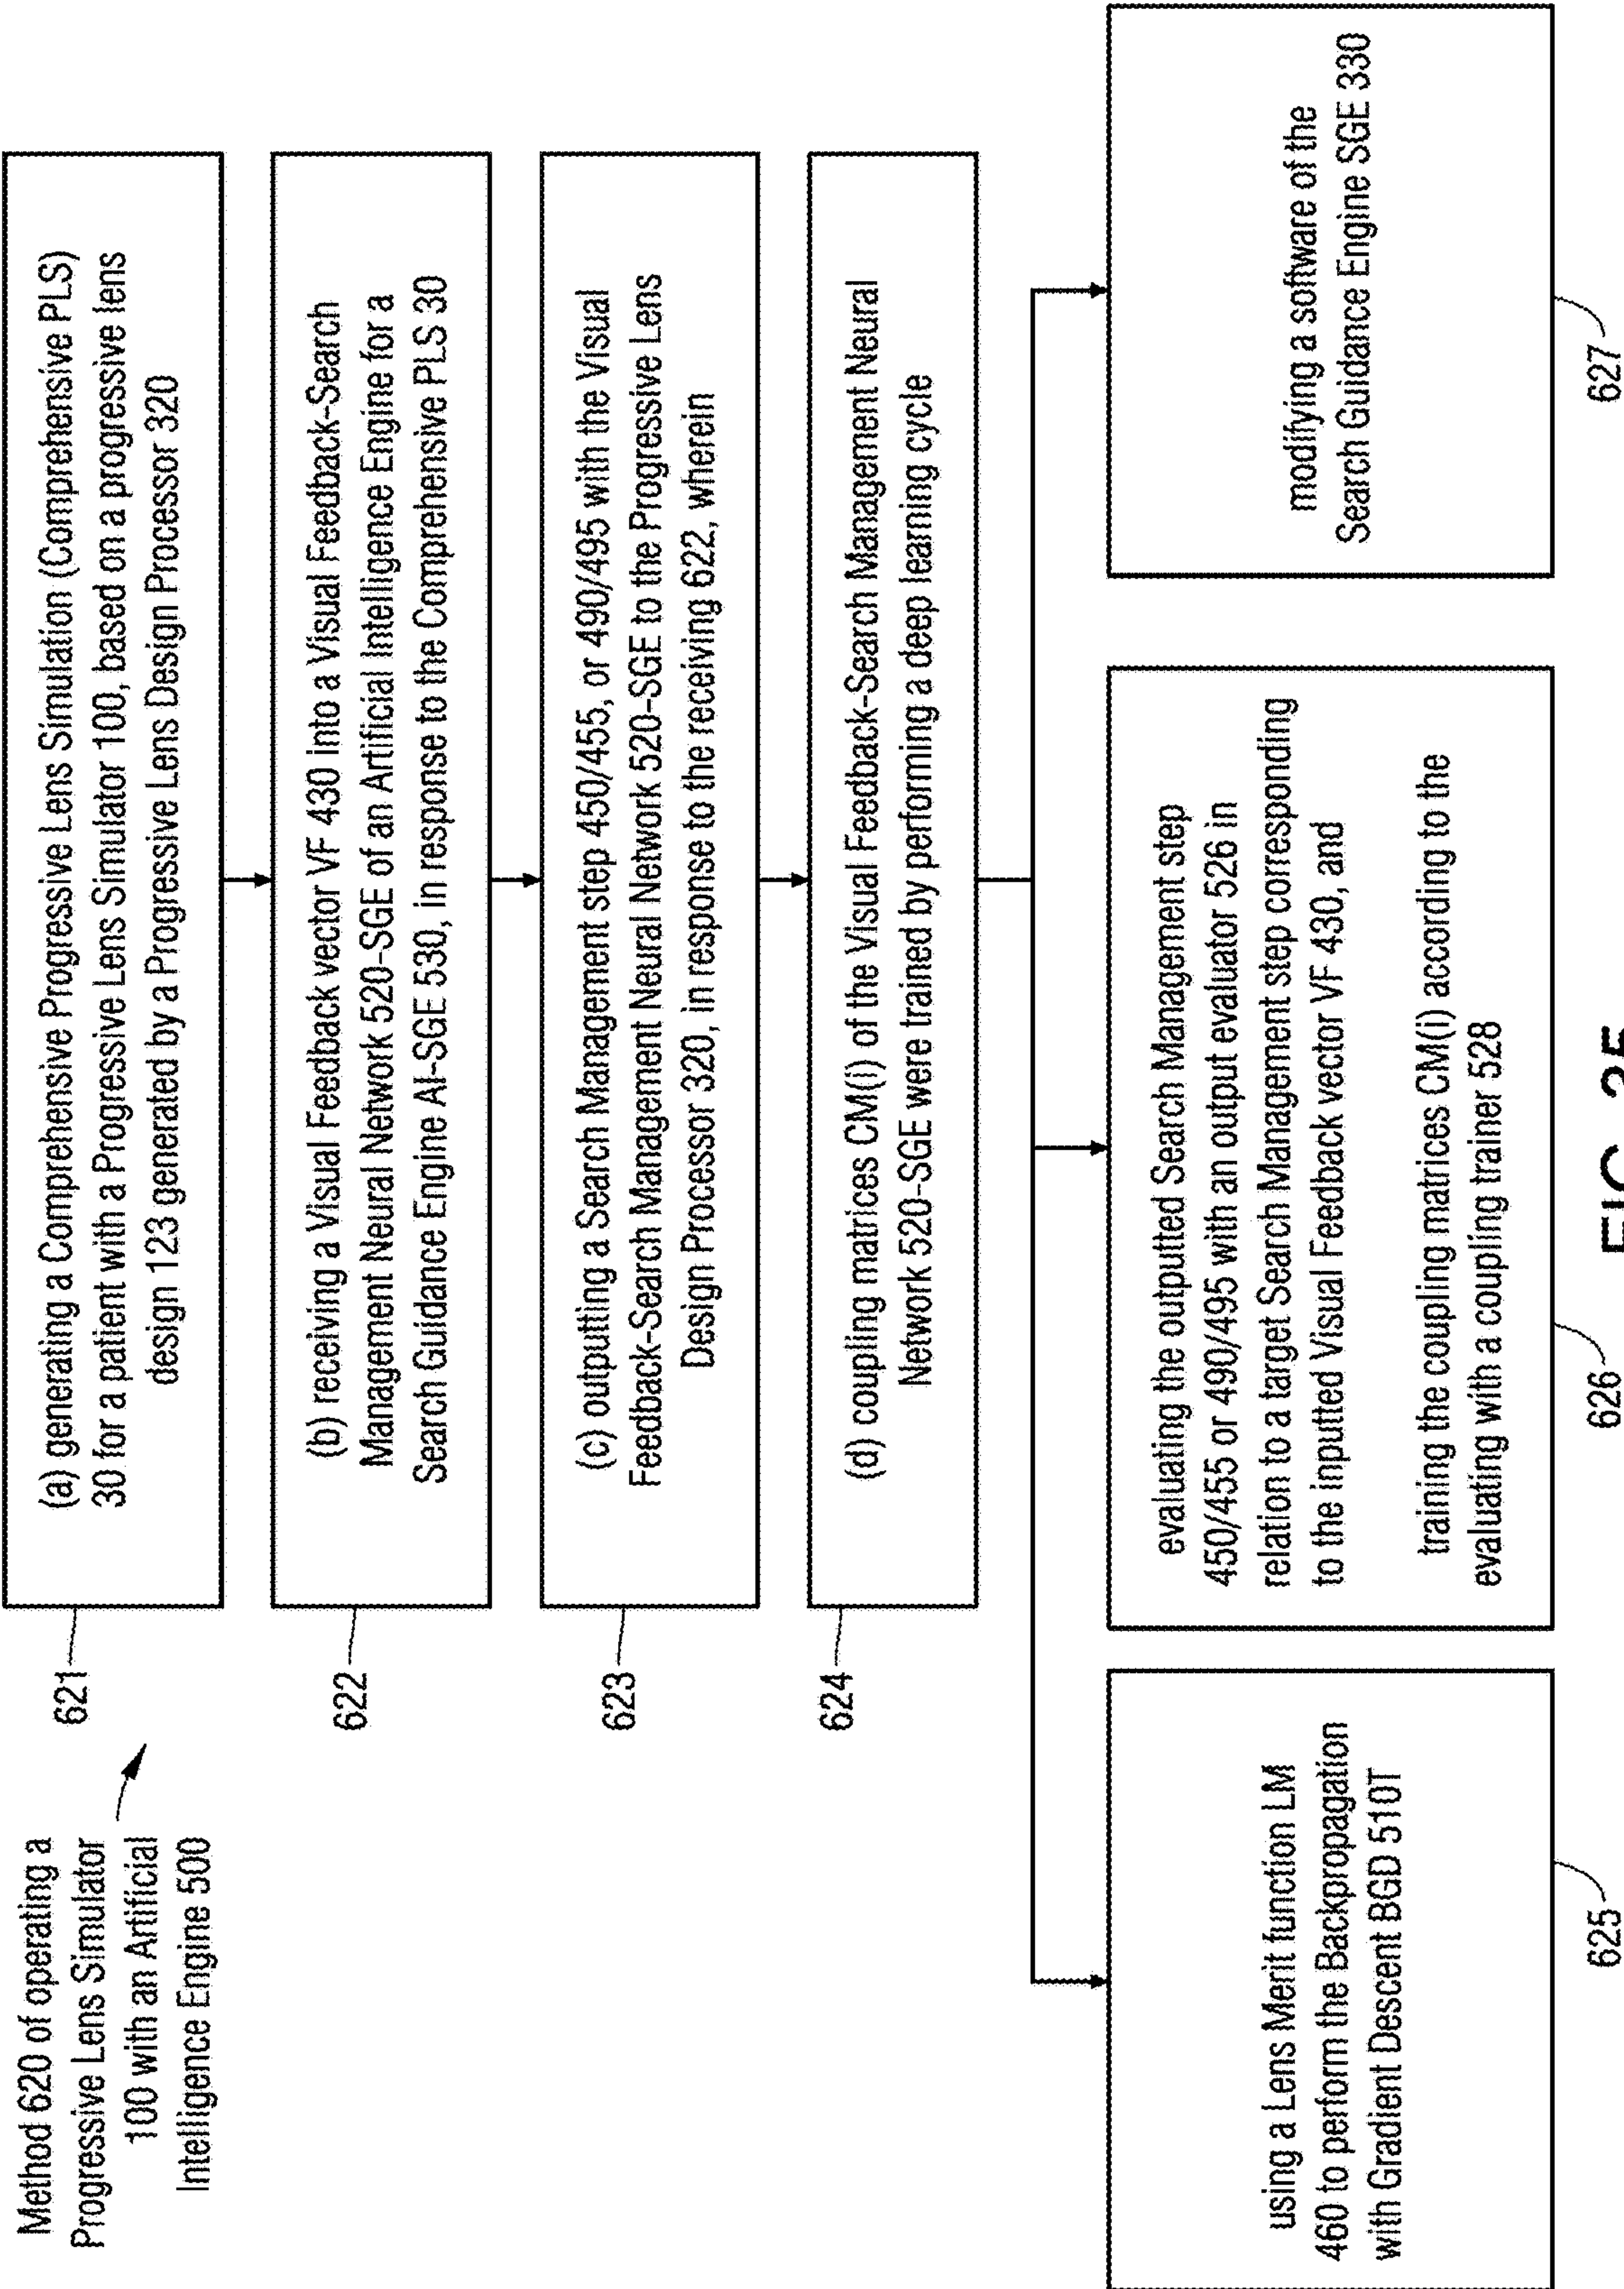 Method 620 of operating a
Progressive Lens Simulator
100 with an Artificial
Intelligence Engine 500
621
(a) generating a Comprehensive Progressive Lens Simulation (Comprehensive PLS)
30 for a patient with a Progressive Lens Simulator 100, based on a progressive lens
design 123 generated by a Progressive Lens Design Processor 320
622
(b) receiving a Visual Feedback vector VF 430 into a Visual Feedback-Search
Management Neural Network 520-SGE of an Artificial Intelligence Engine for a
Search Guidance Engine AI-SGE 530, in response to the Comprehensive PLS 30
623
(c) outputting a Search Management step 450/455, or 490/495 with the Visual
Feedback-Search Management Neural Network 520-SGE to the Progressive Lens
Design Processor 320, in response to the receiving 622, wherein
624
(d) coupling matrices CM(i) of the Visual Feedback-Search Management Neural
Network 520-SGE were trained by performing a deep learning cycle
using a Lens Merit function LM
460 to perform the Backpropagation
with Gradient Descent BGD 510T
625
evaluating the outputted Search Management step
450/455 or 490/495 with an output evaluator 526 in
relation to a target Search Management step corresponding
to the inputted Visual Feedback vector VF 430, and
training the coupling matrices CM(i) according to the
evaluating with a coupling trainer 528
626
modifying a software of the
Search Guidance Engine SGE 330
627